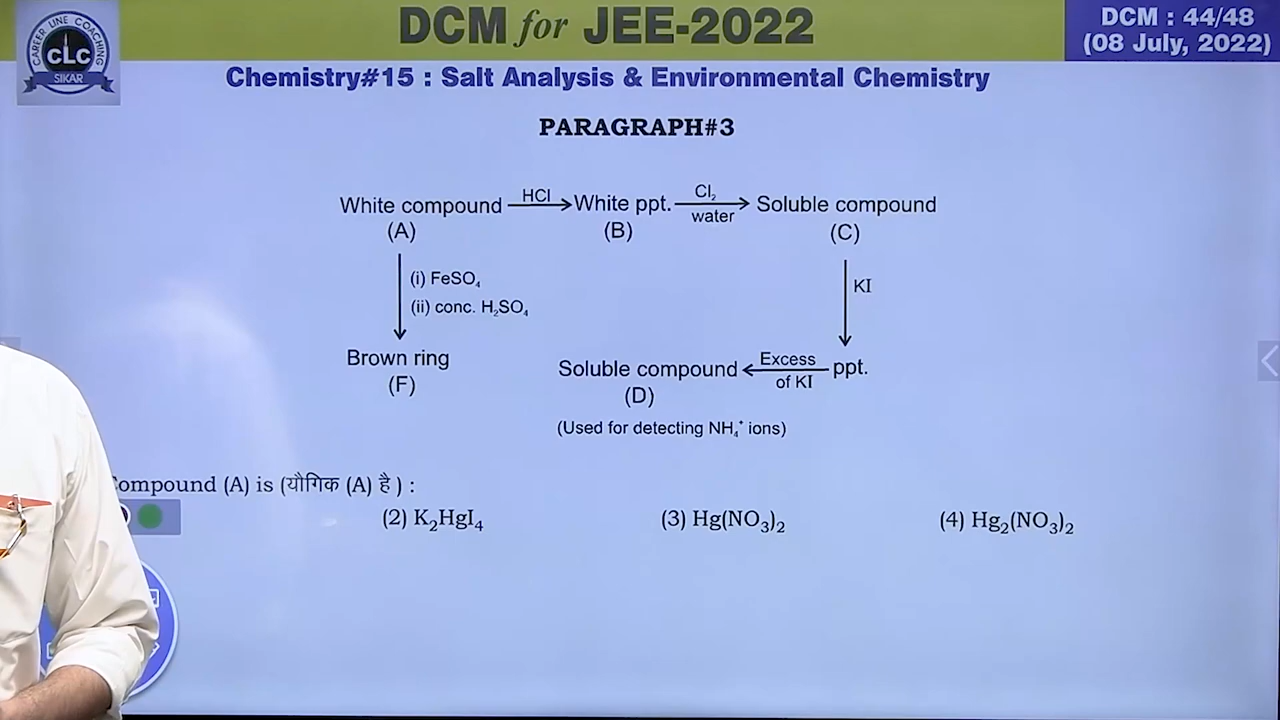 DCM for JEE-2022
DCM : 44/48
(08 July, 2022)
CAREER LINE COACHING
CLC
SIKAR
Chemistry#15 : Salt Analysis & Environmental Chemistry
PARAGRAPH#3
White compound —HCl→ White ppt. —Cl₂ water→ Soluble compound
(A) (B) (C)
(i) FeSO₄
(ii) conc. H₂SO₄
KI
Brown ring
(F)
Soluble compound ←Excess of KI— ppt.
(D)
(Used for detecting NH₄⁺ ions)
(A) is (यौगिक (A) है ) :
(2) K₂HgI₄ (3) Hg(NO₃)₂ (4) Hg₂(NO₃)₂